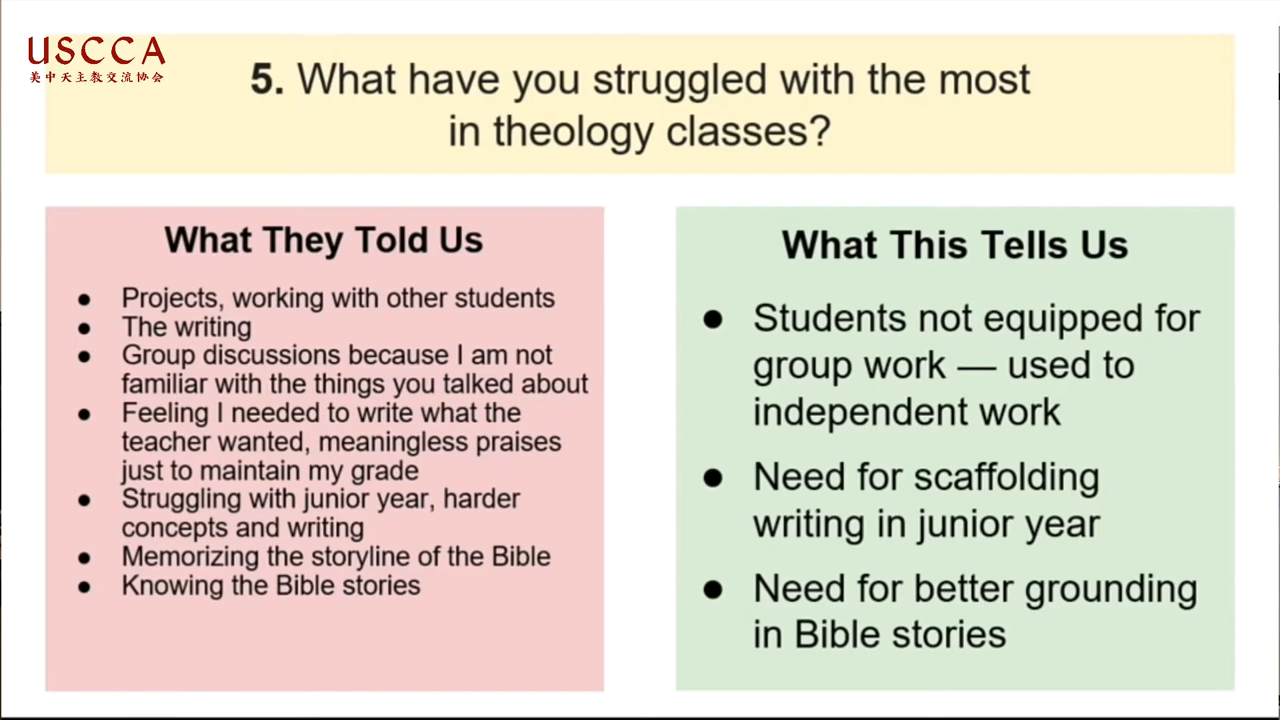 USCCA
美中天主教交流协会
5. What have you struggled with the most
in theology classes?
What They Told Us
● Projects, working with other students
● The writing
● Group discussions because I am not
familiar with the things you talked about
● Feeling I needed to write what the
teacher wanted, meaningless praises
just to maintain my grade
● Struggling with junior year, harder
concepts and writing
● Memorizing the storyline of the Bible
● Knowing the Bible stories
What This Tells Us
● Students not equipped for
group work — used to
independent work
● Need for scaffolding
writing in junior year
● Need for better grounding
in Bible stories